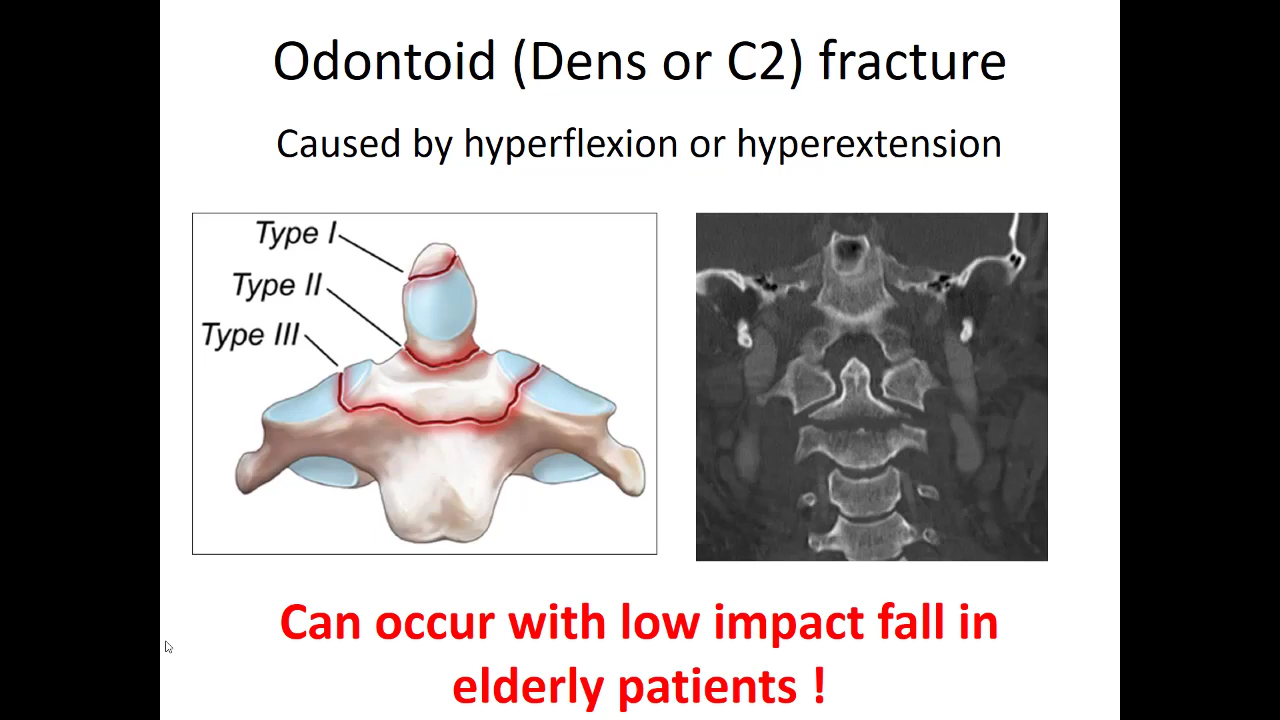 Odontoid (Dens or C2) fracture
Caused by hyperflexion or hyperextension
Type I
Type II
Type III
Can occur with low impact fall in
elderly patients !